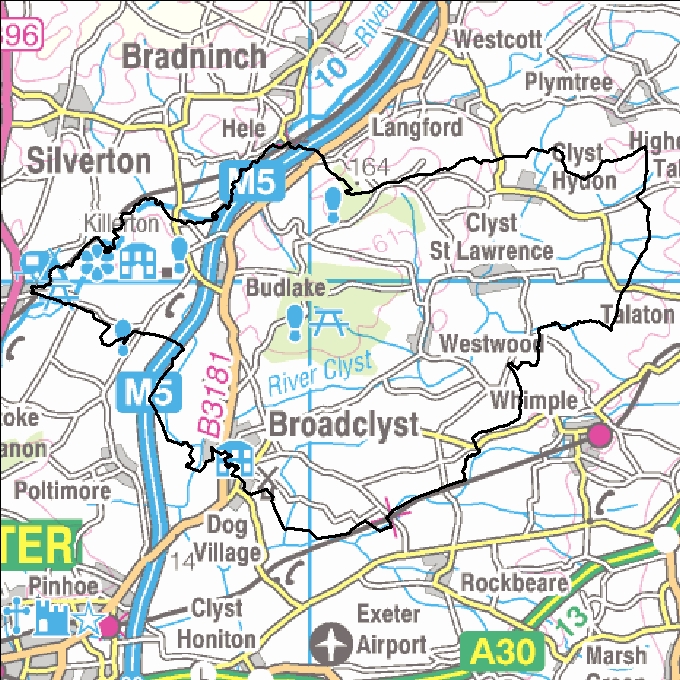 396
Bradninch
River
10
Westcott
Plymtree
Hele
Langford
Silverton
M5
164
Clyst
Hydon
Highe
Tal
Killerton
Clyst
St Lawrence
61
Budlake
Talaton
Westwood
River Clyst
B3181
M5
Whimple
Broadclyst
oke
anon
Poltimore
Dog
Village
TER
14
Pinhoe
Rockbeare
Clyst
Honiton
Exeter
Airport
13
A30
Marsh
Green